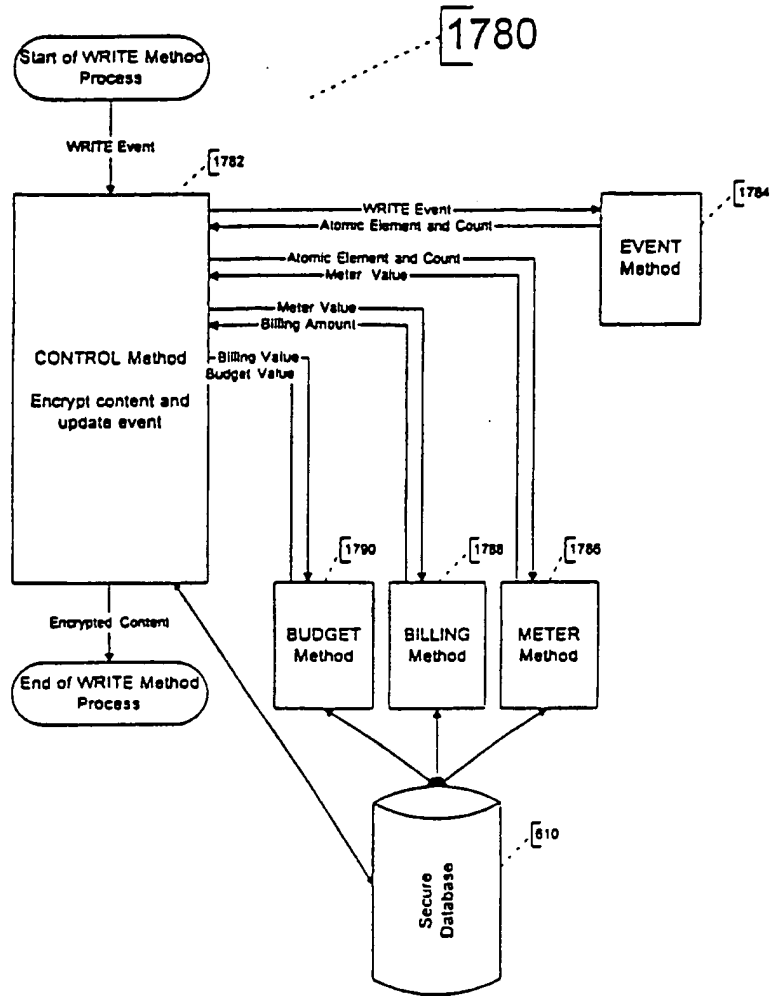 1780
Start of WRITE Method
Process
WRITE Event
1782
1784
WRITE Event
Atomic Element and Count
EVENT
Method
Atomic Element and Count
Meter Value
Meter Value
Billing Amount
CONTROL Method
Billing Value
Budget Value
Encrypt content and
update event
1790
1788
1786
Encrypted Content
BUDGET
Method
BILLING
Method
METER
Method
End of WRITE Method
Process
610
Secure
Database